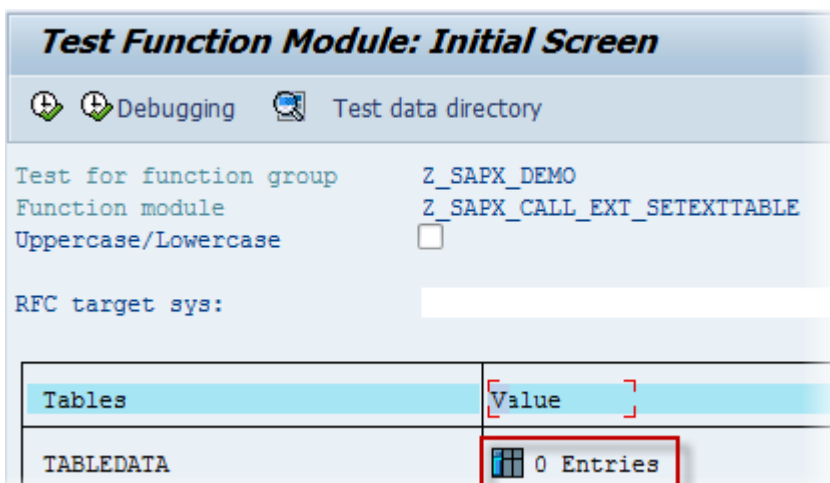 Test Function Module: Initial Screen
Debugging Test data directory
Test for function group Z_SAPX_DEMO
Function module Z_SAPX_CALL_EXT_SETEXTTABLE
Uppercase/Lowercase
RFC target sys:
Tables Value
TABLEDATA 0 Entries